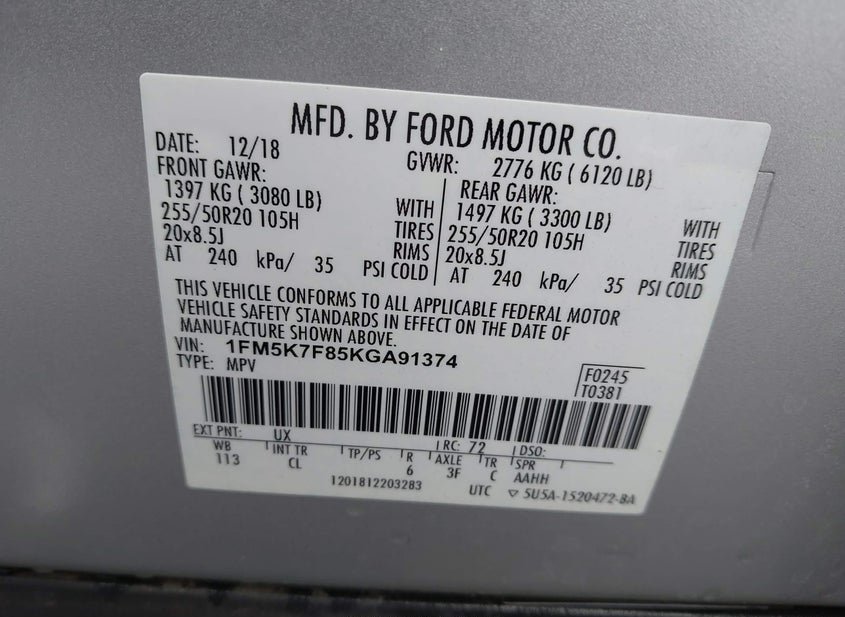 MFD. BY FORD MOTOR CO.
DATE: 12/18 GVWR: 2776 KG ( 6120 LB)
FRONT GAWR: REAR GAWR:
1397 KG ( 3080 LB) WITH 1497 KG ( 3300 LB) WITH
255/50R20 105H TIRES 255/50R20 105H TIRES
20x8.5J RIMS 20x8.5J RIMS
AT 240 kPa/ 35 PSI COLD AT 240 kPa/ 35 PSI COLD
THIS VEHICLE CONFORMS TO ALL APPLICABLE FEDERAL MOTOR
VEHICLE SAFETY STANDARDS IN EFFECT ON THE DATE OF
MANUFACTURE SHOWN ABOVE.
VIN: 1FM5K7F85KGA91374
TYPE: MPV F0245
T0381
EXT PNT: UX RC: 72 DSO:
WB INT TR TP/PS R AXLE TR SPR
113 CL 6 3F C AAHH
1201812203283 UTC ▽ 5U5A-1520472-BA